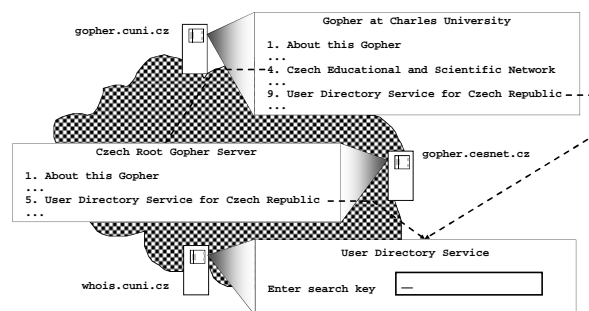 gopher.cuni.cz
Gopher at Charles University
1. About this Gopher
...
4. Czech Educational and Scientific Network
...
9. User Directory Service for Czech Republic
...
Czech Root Gopher Server
1. About this Gopher
...
5. User Directory Service for Czech Republic
...
gopher.cesnet.cz
whois.cuni.cz
User Directory Service
Enter search key